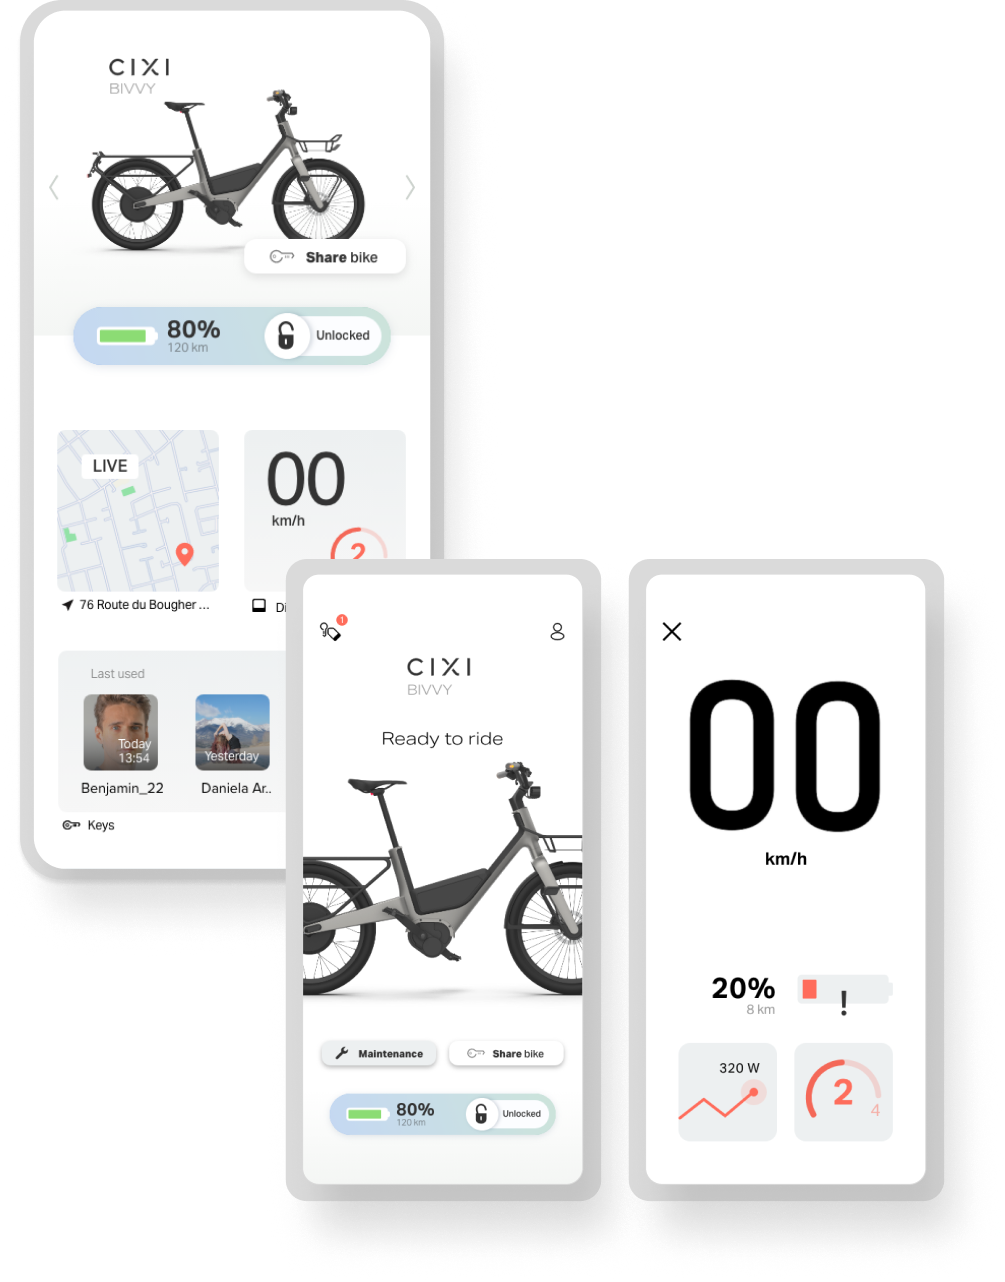 CIXI
BIVVY
Share bike
80%
120 km
Unlocked
LIVE
00
km/h
2
76 Route du Bougher ...
Di
Last used
Today
13:54
Yesterday
Benjamin_22
Daniela Ar..
Keys
1
CIXI
BIVVY
Ready to ride
Maintenance
Share bike
80%
120 km
Unlocked
00
km/h
20%
8 km
!
320 W
2
4